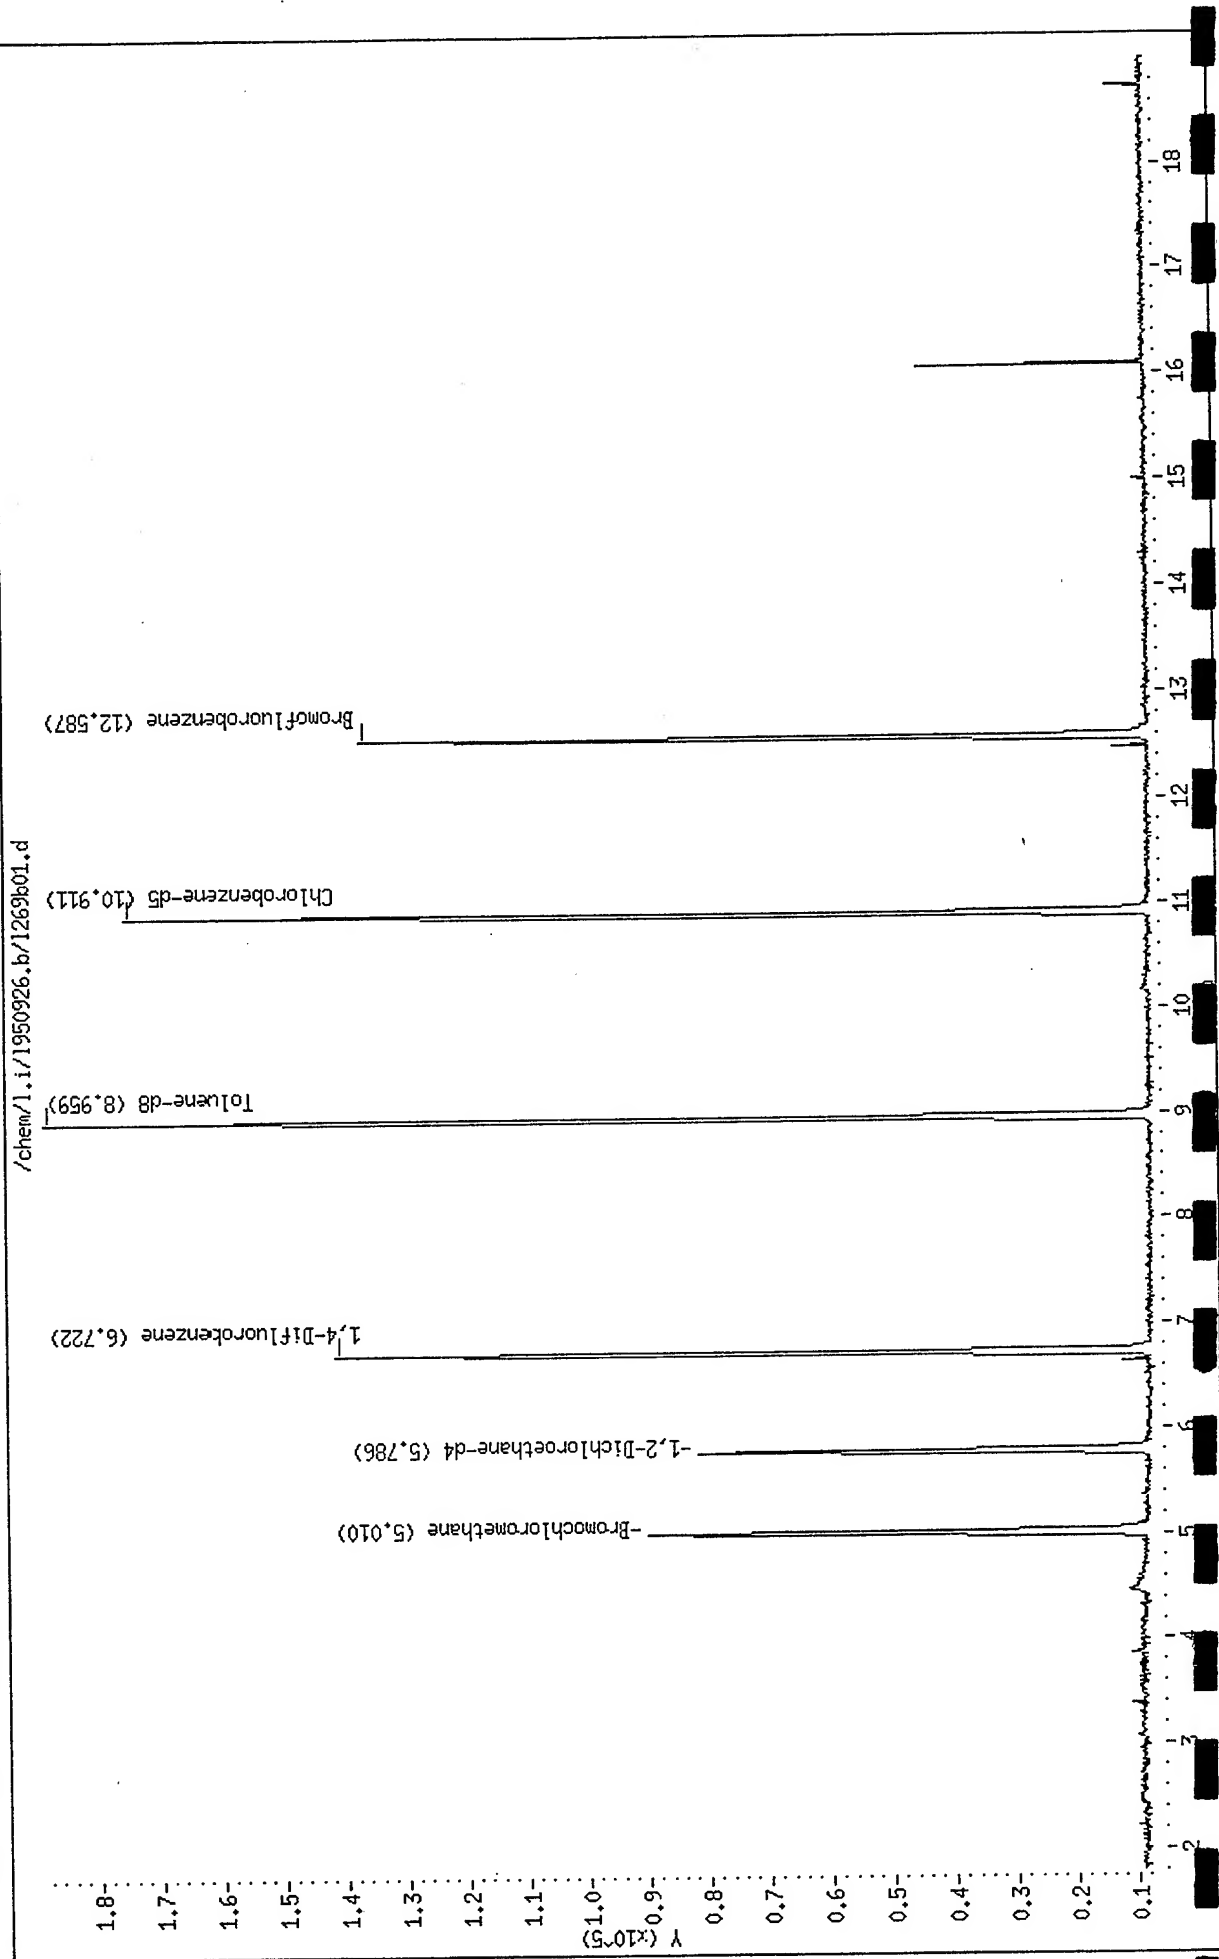 /chem/l.i/1950926.b/1269b01.d
Y (x10^5)
1.8
1.7
1.6
1.5
1.4
1.3
1.2
1.1
1.0
0.9
0.8
0.7
0.6
0.5
0.4
0.3
0.2
0.1
-Bromochloromethane (5.010)
-1,2-Dichloroethane-d4 (5.786)
1,4-Difluorobenzene (6.722)
Toluene-d8 (8.959)
Chlorobenzene-d5 (10.911)
Bromofluorobenzene (12.587)
2 3 4 5 6 7 8 9 10 11 12 13 14 15 16 17 18